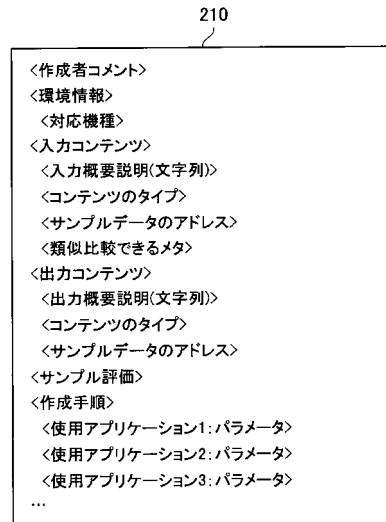 210
<作成者コメント>
<環境情報>
<対応機種>
<入力コンテンツ>
<入力概要説明(文字列)>
<コンテンツのタイプ>
<サンプルデータのアドレス>
<類似比較できるメタ>
<出力コンテンツ>
<出力概要説明(文字列)>
<コンテンツのタイプ>
<サンプルデータのアドレス>
<サンプル評価>
<作成手順>
<使用アプリケーション1:パラメータ>
<使用アプリケーション2:パラメータ>
<使用アプリケーション3:パラメータ>
…